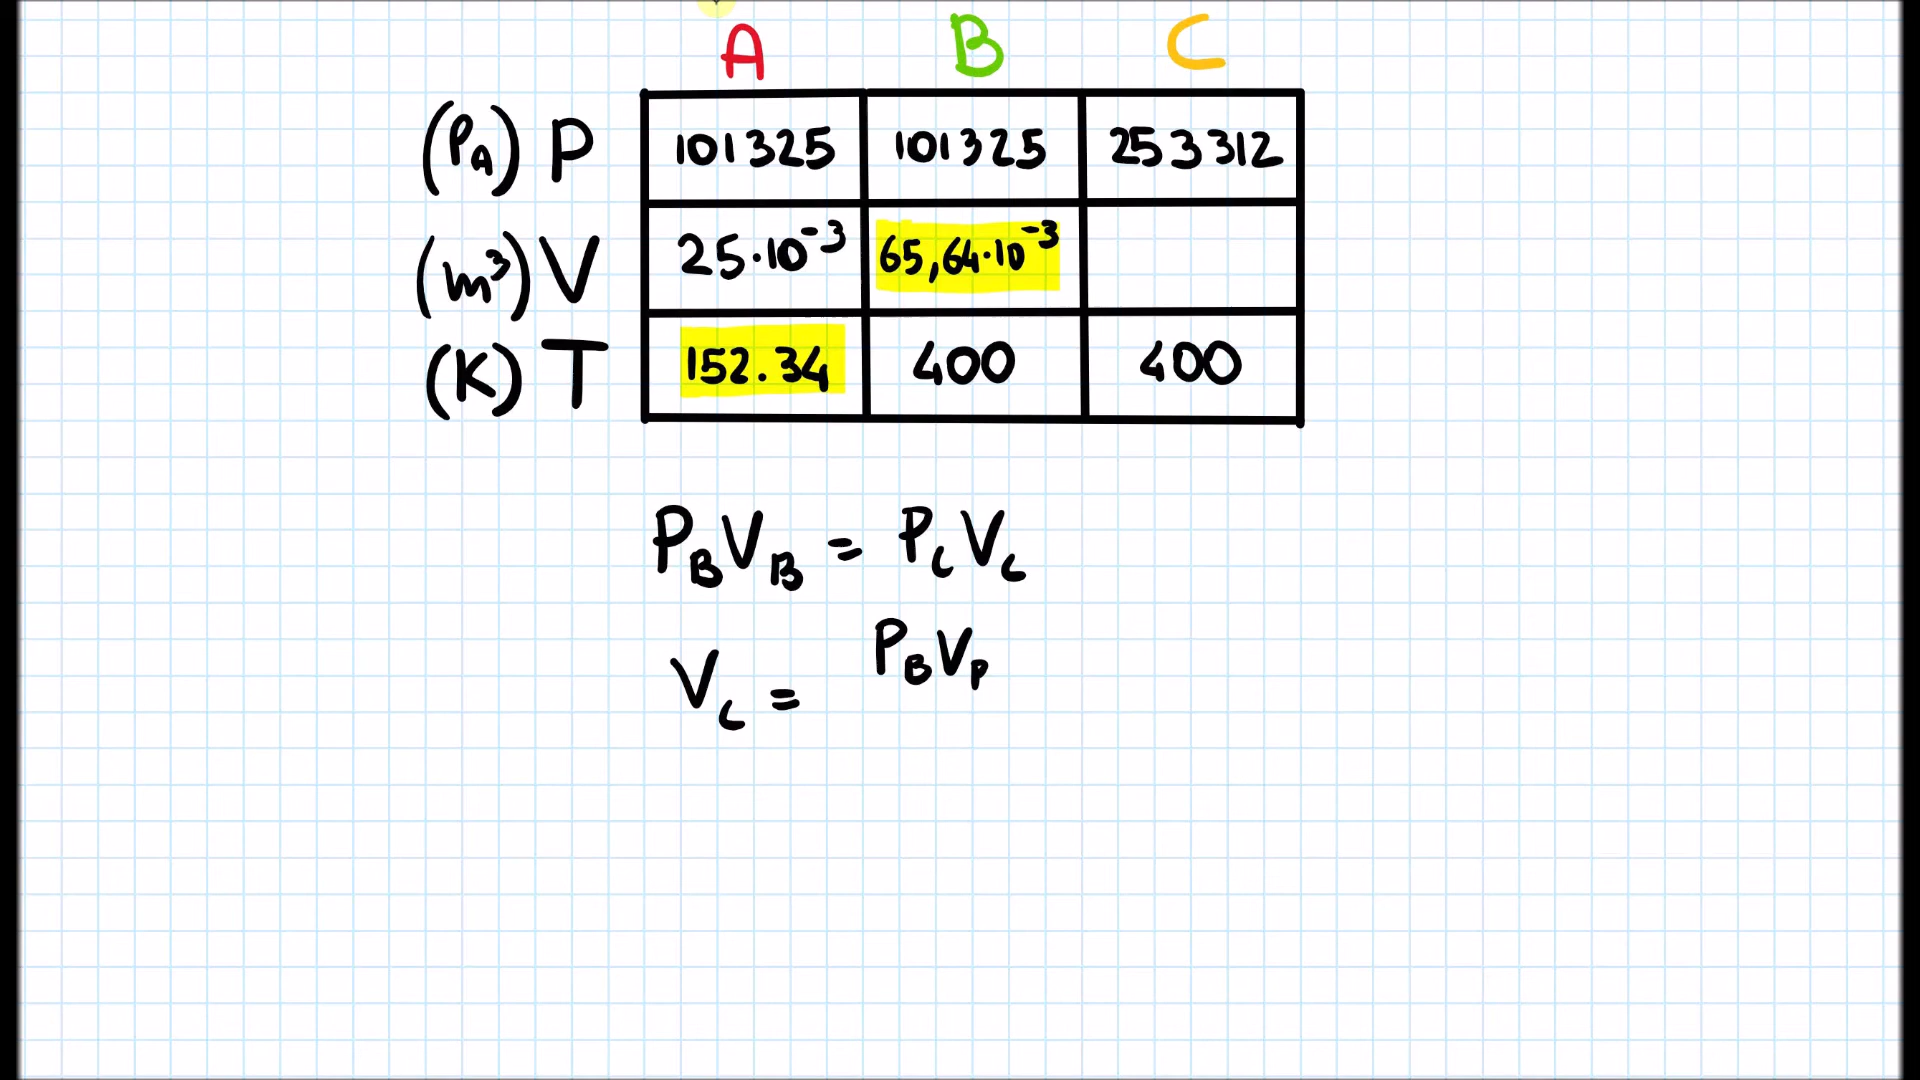 A B C
(PA) P 101325 101325 253312
(m³) V 25·10⁻³ 65,64·10⁻³
(K) T 152.34 400 400
P_B V_B = P_C V_C
P_B V_P
V_C =